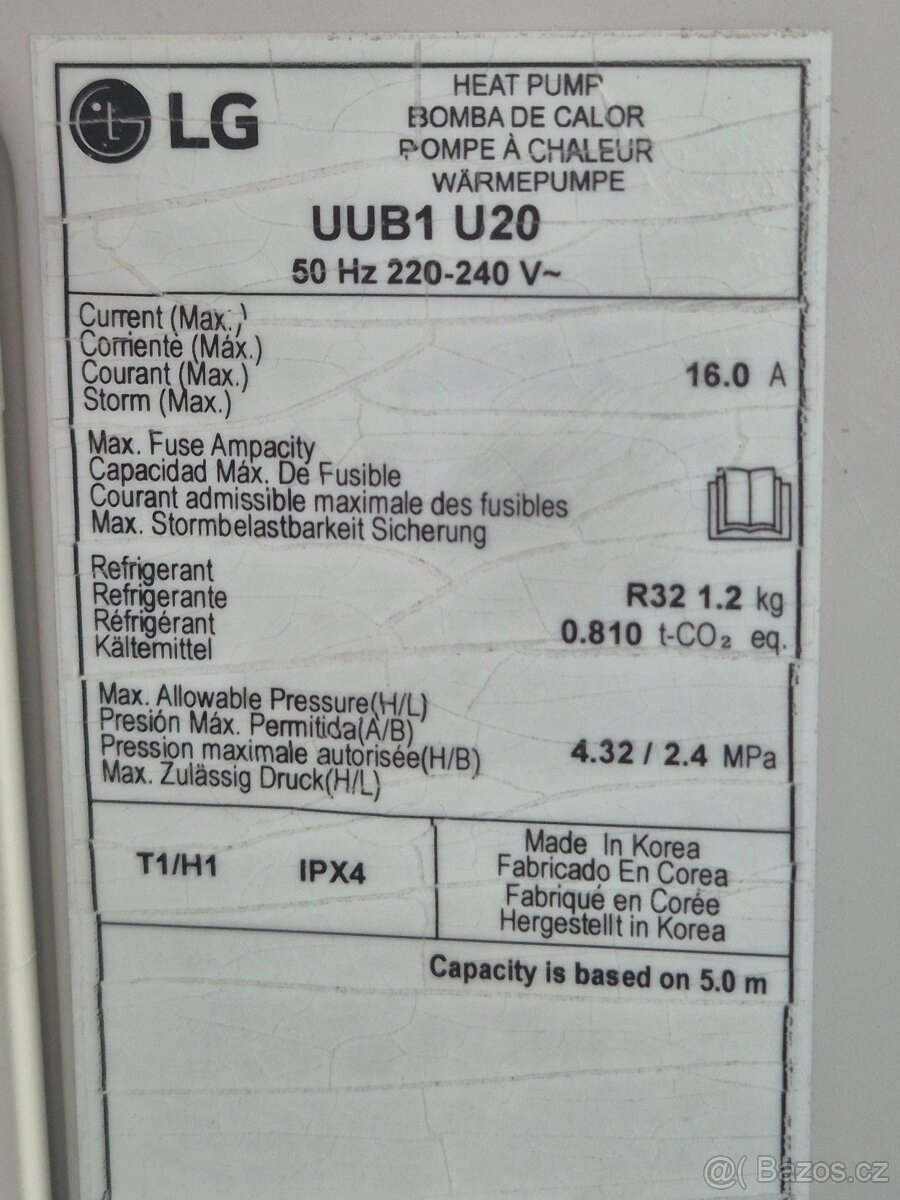 LG
HEAT PUMP
BOMBA DE CALOR
POMPE À CHALEUR
WÄRMEPUMPE
UUB1 U20
50 Hz 220-240 V~
Current (Max.)
Corriente (Máx.)
Courant (Max.)
Storm (Max.)
16.0 A
Max. Fuse Ampacity
Capacidad Máx. De Fusible
Courant admissible maximale des fusibles
Max. Stormbelastbarkeit Sicherung
Refrigerant
Refrigerante
Réfrigérant
Kältemittel
R32 1.2 kg
0.810 t-CO₂ eq.
Max. Allowable Pressure(H/L)
Presión Máx. Permitida(A/B)
Pression maximale autorisée(H/B)
Max. Zulässig Druck(H/L)
4.32 / 2.4 MPa
T1/H1 IPX4
Made In Korea
Fabricado En Corea
Fabriqué en Corée
Hergestellt in Korea
Capacity is based on 5.0 m
@( Bazos.cz